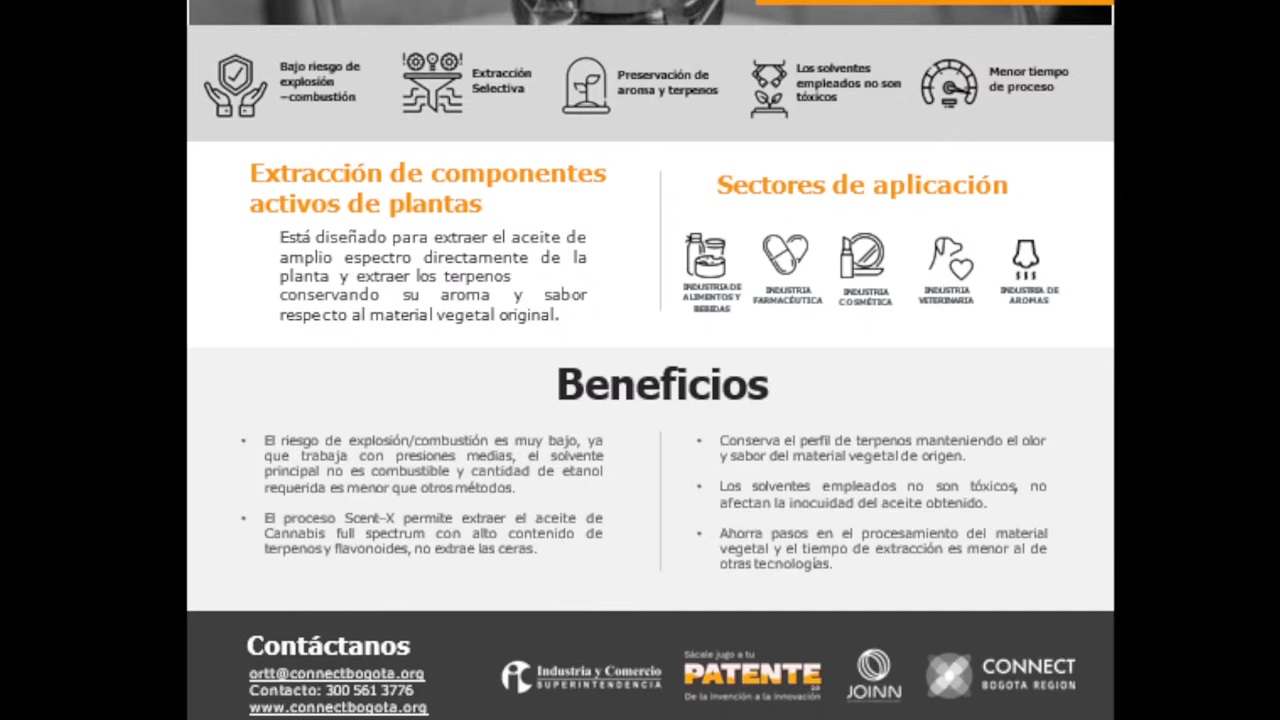 Bajo riesgo de
explosión
–combustión
Extracción
Selectiva
Preservación de
aroma y terpenos
Los solventes
empleados no son
tóxicos
Menor tiempo
de proceso
Extracción de componentes
activos de plantas
Está diseñado para extraer el aceite de
amplio espectro directamente de la
planta y extraer los terpenos
conservando su aroma y sabor
respecto al material vegetal original.
Sectores de aplicación
INDUSTRIA DE
ALIMENTOS Y
BEBIDAS
INDUSTRIA
FARMACÉUTICA
INDUSTRIA
COSMÉTICA
INDUSTRIA
VETERINARIA
INDUSTRIA DE
AROMAS
Beneficios
• El riesgo de explosión/combustión es muy bajo, ya
que trabaja con presiones medias, el solvente
principal no es combustible y cantidad de etanol
requerida es menor que otros métodos.
• El proceso Scent–X permite extraer el aceite de
Cannabis full spectrum con alto contenido de
terpenos y flavonoides, no extrae las ceras.
• Conserva el perfil de terpenos manteniendo el olor
y sabor del material vegetal de origen.
• Los solventes empleados no son tóxicos, no
afectan la inocuidad del aceite obtenido.
• Ahorra pasos en el procesamiento del material
vegetal y el tiempo de extracción es menor al de
otras tecnologías.
Contáctanos
ortt@connectbogota.org
Contacto: 300 561 3776
www.connectbogota.org
Industria y Comercio
SUPERINTENDENCIA
Sácale jugo a tu
PATENTE
De la invención a la innovación
JOINN
CONNECT
BOGOTÁ REGIÓN